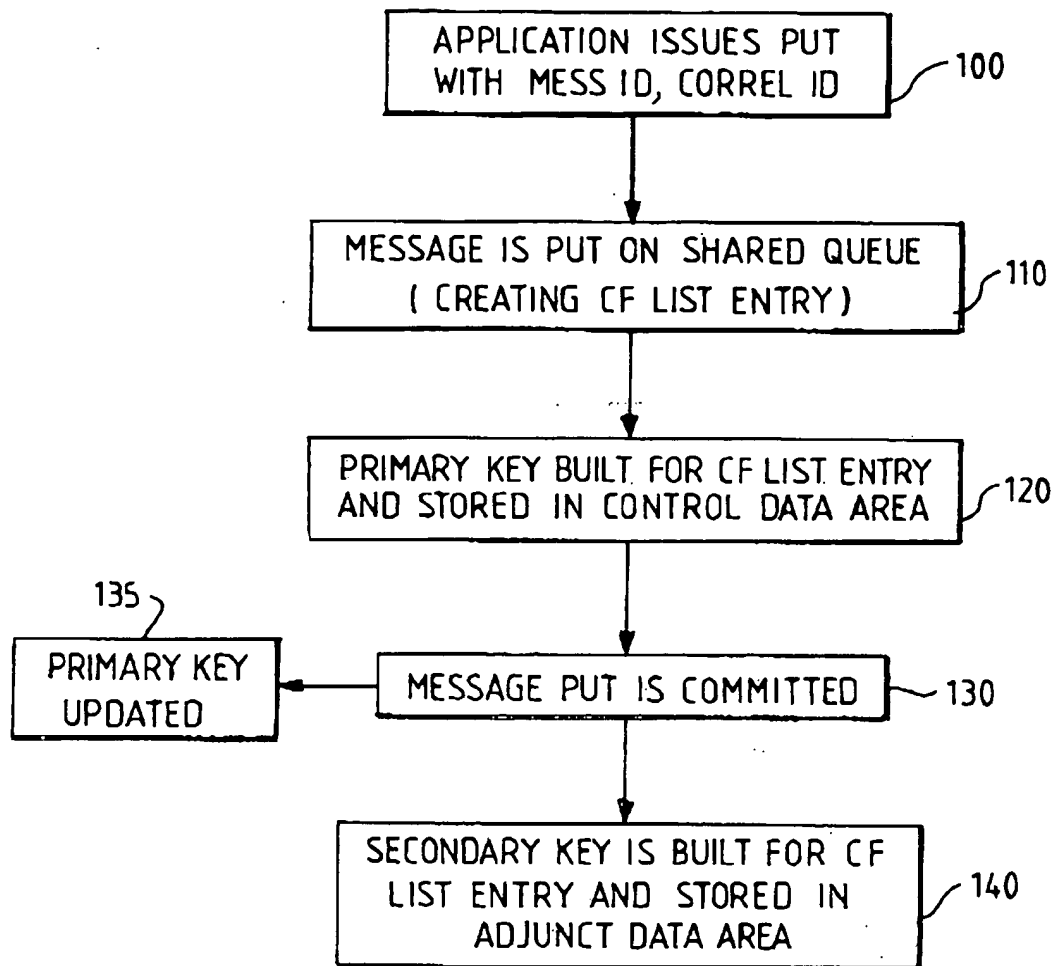 APPLICATION ISSUES PUT
WITH MESS ID, CORREL ID
100
MESSAGE IS PUT ON SHARED QUEUE
( CREATING CF LIST ENTRY )
110
PRIMARY KEY BUILT FOR CF LIST ENTRY
AND STORED IN CONTROL DATA AREA
120
135
PRIMARY KEY
UPDATED
MESSAGE PUT IS COMMITTED
130
SECONDARY KEY IS BUILT FOR CF
LIST ENTRY AND STORED IN
ADJUNCT DATA AREA
140